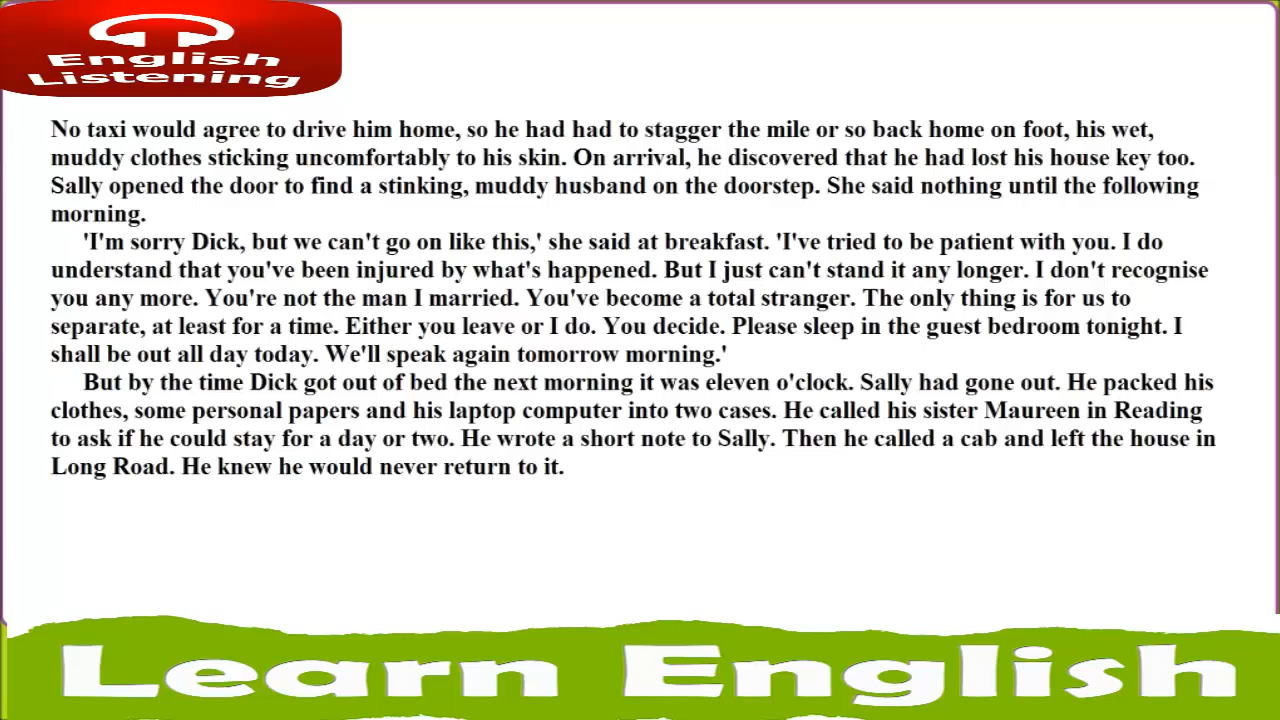 English
Listening
No taxi would agree to drive him home, so he had had to stagger the mile or so back home on foot, his wet,
muddy clothes sticking uncomfortably to his skin. On arrival, he discovered that he had lost his house key too.
Sally opened the door to find a stinking, muddy husband on the doorstep. She said nothing until the following
morning.
'I'm sorry Dick, but we can't go on like this,' she said at breakfast. 'I've tried to be patient with you. I do
understand that you've been injured by what's happened. But I just can't stand it any longer. I don't recognise
you any more. You're not the man I married. You've become a total stranger. The only thing is for us to
separate, at least for a time. Either you leave or I do. You decide. Please sleep in the guest bedroom tonight. I
shall be out all day today. We'll speak again tomorrow morning.'
But by the time Dick got out of bed the next morning it was eleven o'clock. Sally had gone out. He packed his
clothes, some personal papers and his laptop computer into two cases. He called his sister Maureen in Reading
to ask if he could stay for a day or two. He wrote a short note to Sally. Then he called a cab and left the house in
Long Road. He knew he would never return to it.
Learn English